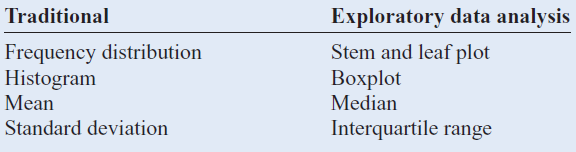 Traditional Exploratory data analysis
Frequency distribution Stem and leaf plot
Histogram Boxplot
Mean Median
Standard deviation Interquartile range